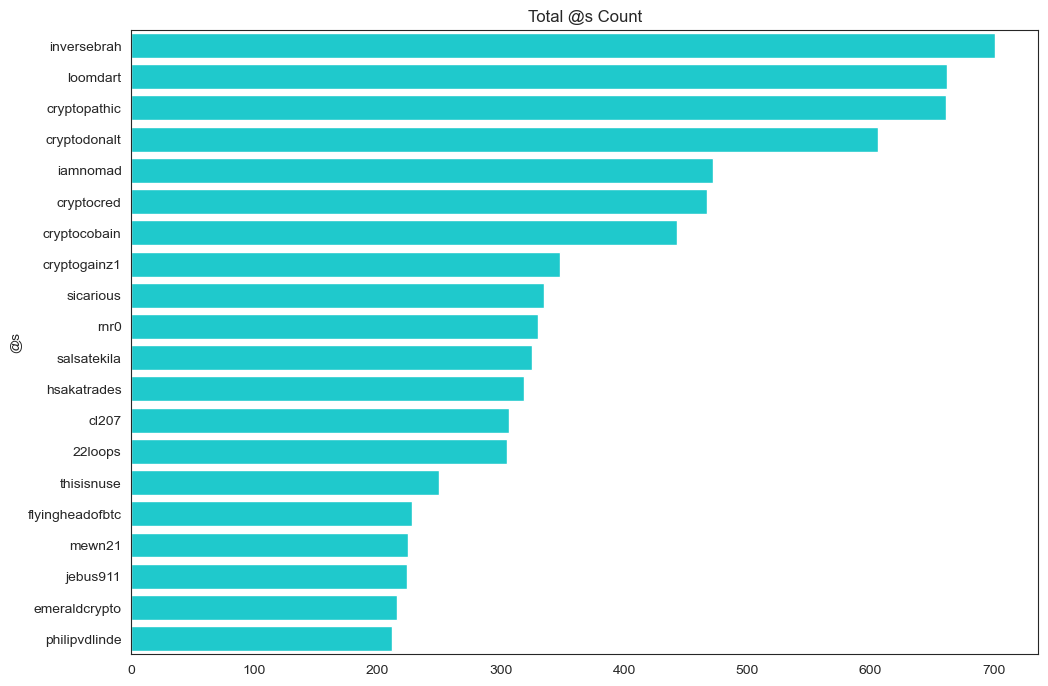 Total @s Count
inversebrah
loomdart
cryptopathic
cryptodonalt
iamnomad
cryptocred
cryptocobain
cryptogainz1
sicarious
rnr0
salsatekila
hsakatrades
cl207
22loops
thisisnuse
flyingheadofbtc
mewn21
jebus911
emeraldcrypto
philipvdlinde
@s
0 100 200 300 400 500 600 700